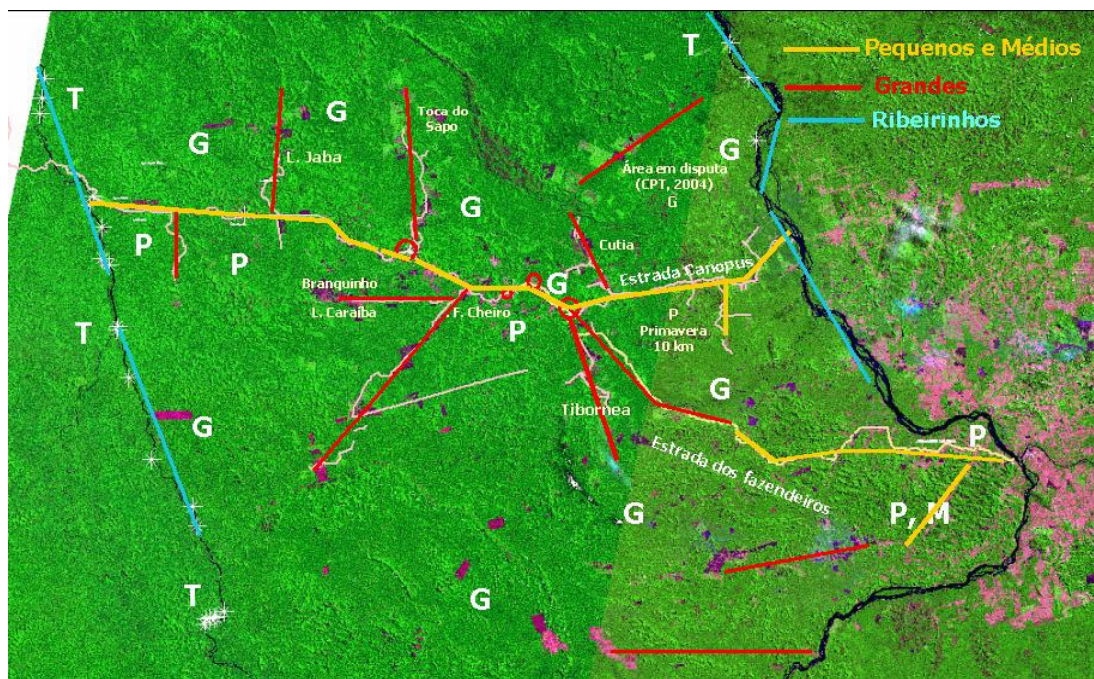 T
Pequenos e Médios
Grandes
Ribeirinhos
T
G
G
Toca do
Sapo
L. Jaba
G
Área em disputa
(CPT, 2004)
G
G
P
P
Cutia
Estrada Canopus
Branquinho
L. Caraíba
F. Cheiro
G
P
P
Primavera
10 km
T
G
G
Tibornea
Estrada dos fazendeiros
P
P, M
G
G
T